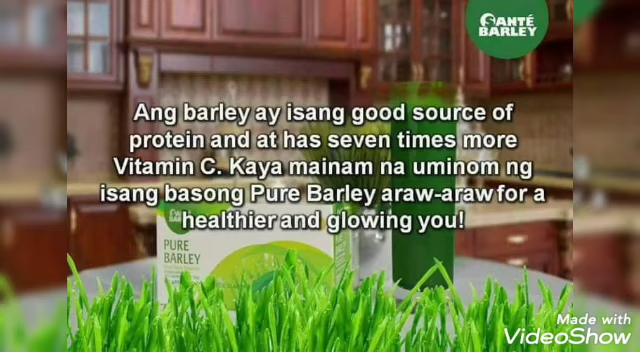 SANTÉ
BARLEY
Ang barley ay isang good source of
protein and at has seven times more
Vitamin C. Kaya mainam na uminom ng
isang basong Pure Barley araw-araw for a
healthier and glowing you!
PURE
BARLEY
Made with
VideoShow